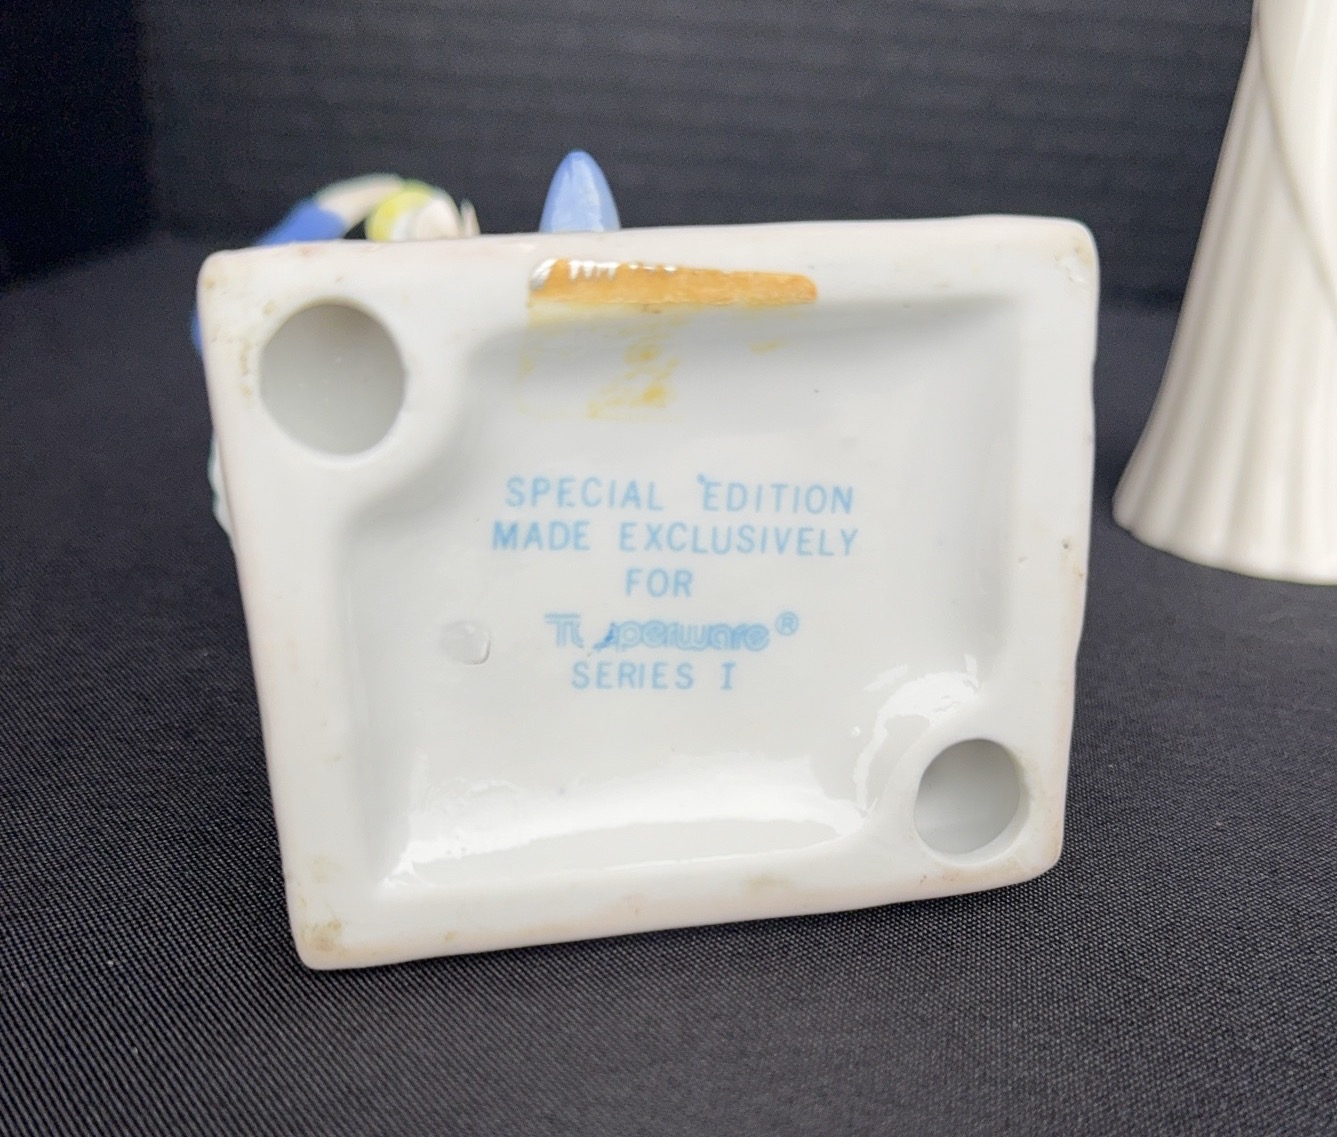 SPECIAL EDITION
MADE EXCLUSIVELY
FOR
Tupperware®
SERIES I